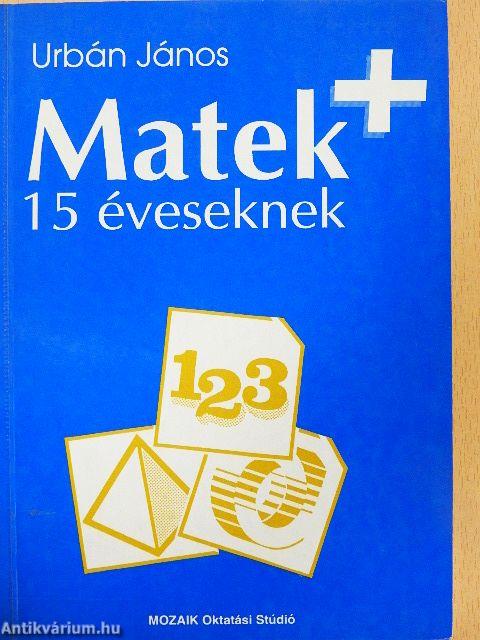 Urbán János
Matek+
15 éveseknek
123
MOZAIK Oktatási Stúdió
Antikvárium.hu